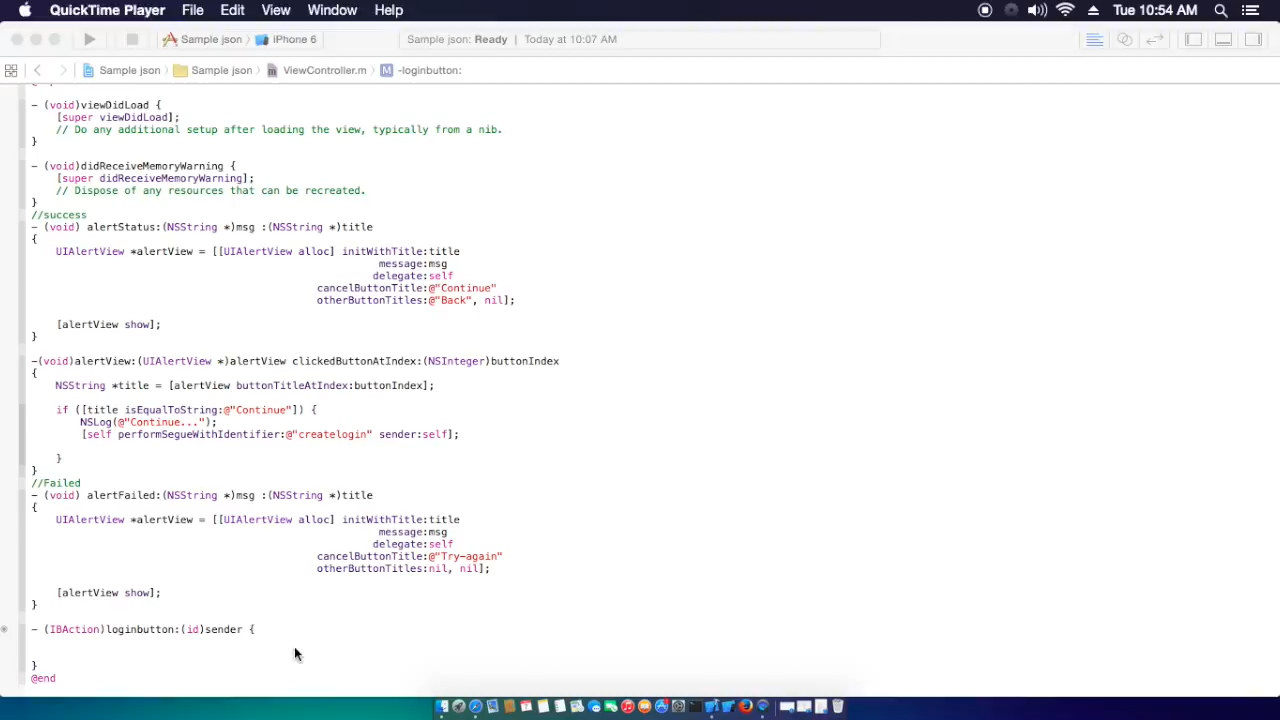 QuickTime Player File Edit View Window Help Tue 10:54 AM
Sample json iPhone 6 Sample json: Ready | Today at 10:07 AM
Sample json Sample json ViewController.m M -loginbutton:
- (void)viewDidLoad {
[super viewDidLoad];
// Do any additional setup after loading the view, typically from a nib.
}
- (void)didReceiveMemoryWarning {
[super didReceiveMemoryWarning];
// Dispose of any resources that can be recreated.
}
//success
- (void) alertStatus:(NSString *)msg :(NSString *)title
{
UIAlertView *alertView = [[UIAlertView alloc] initWithTitle:title
message:msg
delegate:self
cancelButtonTitle:@"Continue"
otherButtonTitles:@"Back", nil];
[alertView show];
}
-(void)alertView:(UIAlertView *)alertView clickedButtonAtIndex:(NSInteger)buttonIndex
{
NSString *title = [alertView buttonTitleAtIndex:buttonIndex];
if ([title isEqualToString:@"Continue"]) {
NSLog(@"Continue...");
[self performSegueWithIdentifier:@"createlogin" sender:self];
}
}
//Failed
- (void) alertFailed:(NSString *)msg :(NSString *)title
{
UIAlertView *alertView = [[UIAlertView alloc] initWithTitle:title
message:msg
delegate:self
cancelButtonTitle:@"Try-again"
otherButtonTitles:nil, nil];
[alertView show];
}
- (IBAction)loginbutton:(id)sender {
}
@end